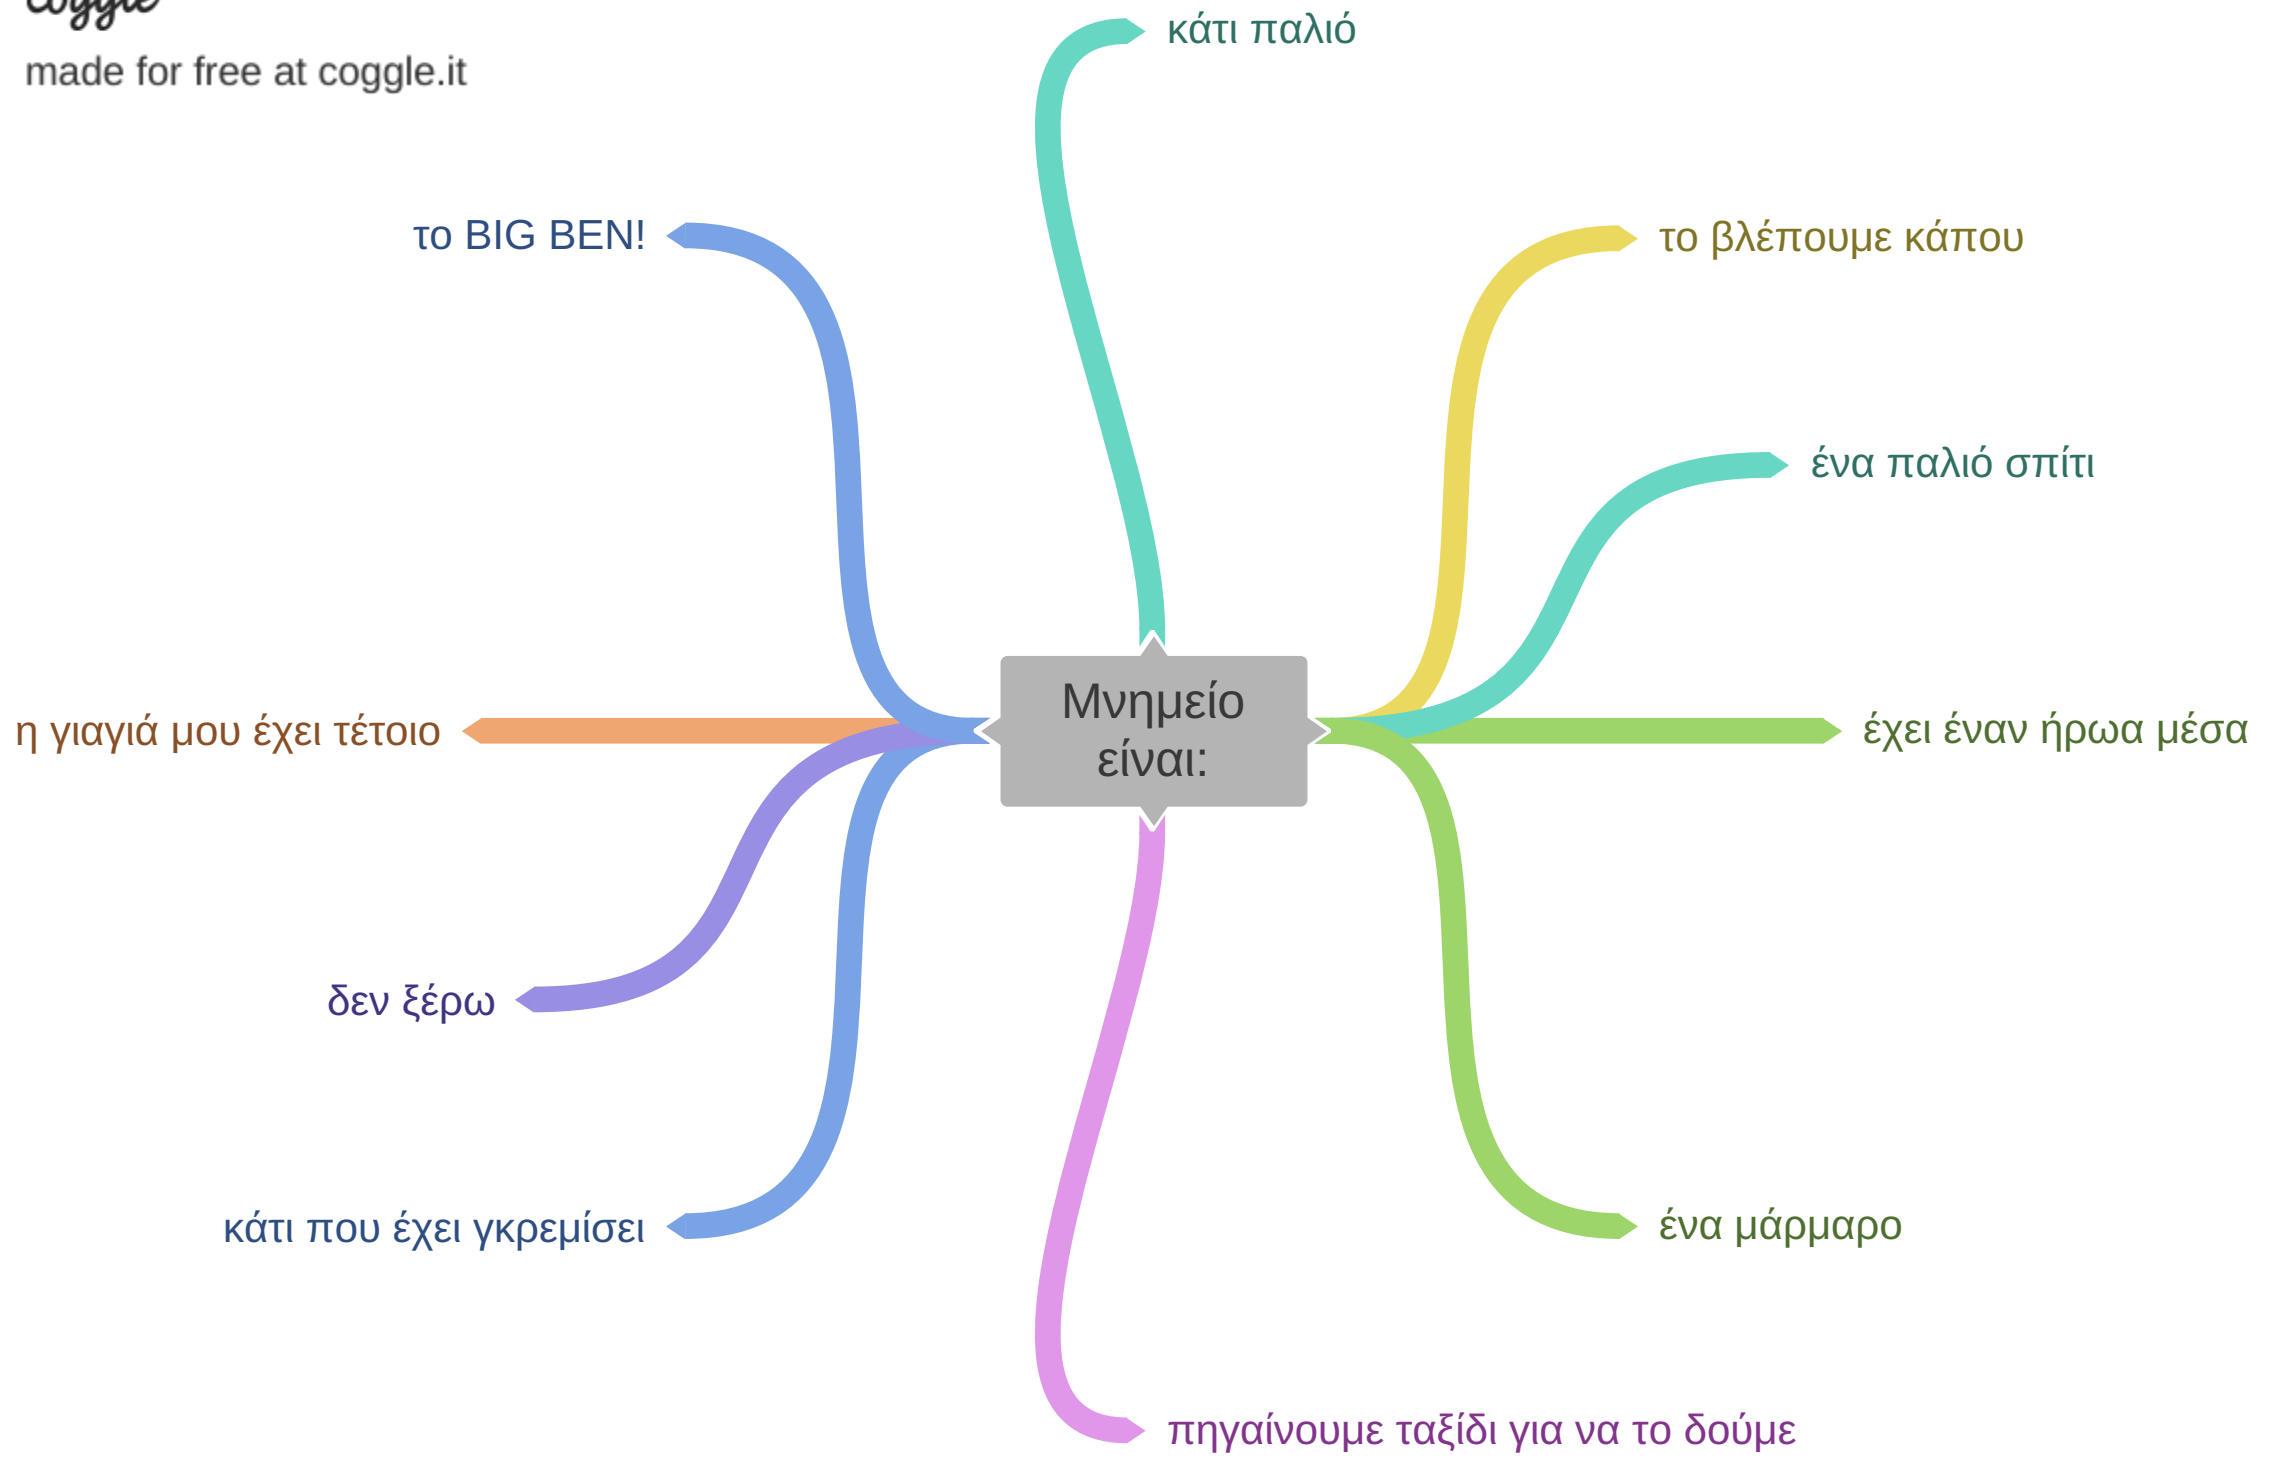 coggle
made for free at coggle.it
κάτι παλιό
το BIG BEN!
το βλέπουμε κάπου
ένα παλιό σπίτι
Μνημείο
είναι:
η γιαγιά μου έχει τέτοιο
έχει έναν ήρωα μέσα
δεν ξέρω
κάτι που έχει γκρεμίσει
ένα μάρμαρο
πηγαίνουμε ταξίδι για να το δούμε